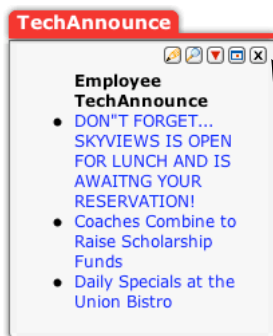 TechAnnounce
Employee
TechAnnounce
DON"T FORGET...
SKYVIEWS IS OPEN
FOR LUNCH AND IS
AWAITNG YOUR
RESERVATION!
Coaches Combine to
Raise Scholarship
Funds
Daily Specials at the
Union Bistro